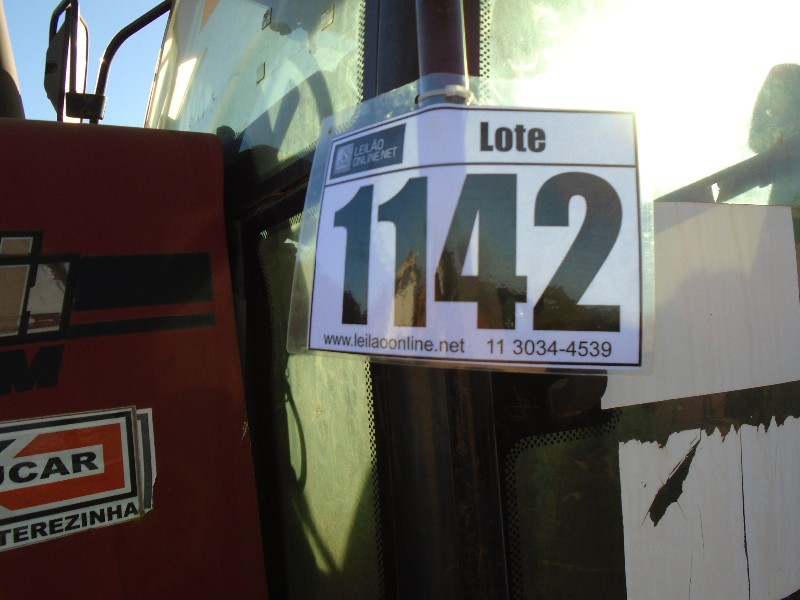 LEILÃO
ONLINE.NET
Lote
1142
www.leilaoonline.net 11 3034-4539
M
UCAR
TEREZINHA